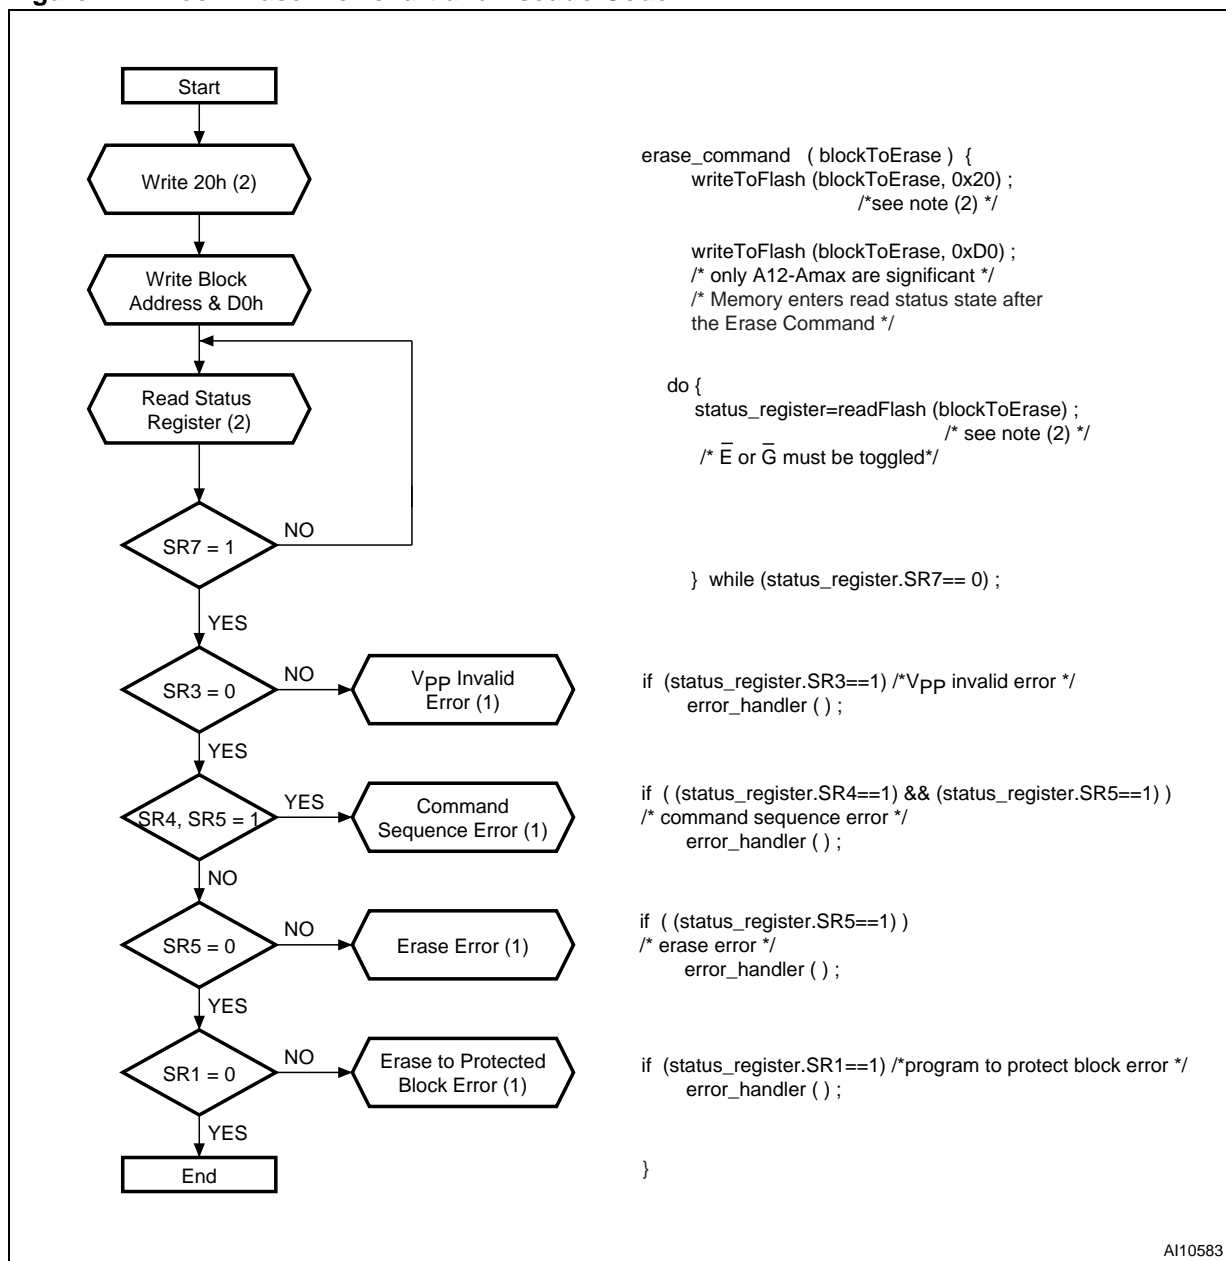 Start
Write 20h (2)
Write Block
Address & D0h
Read Status
Register (2)
SR7 = 1
NO
YES
SR3 = 0
NO
VPP Invalid
Error (1)
YES
SR4, SR5 = 1
YES
Command
Sequence Error (1)
NO
SR5 = 0
NO
Erase Error (1)
YES
SR1 = 0
NO
Erase to Protected
Block Error (1)
YES
End
erase_command ( blockToErase ) {
writeToFlash (blockToErase, 0x20) ;
/*see note (2) */
writeToFlash (blockToErase, 0xD0) ;
/* only A12-Amax are significant */
/* Memory enters read status state after
the Erase Command */
do {
status_register=readFlash (blockToErase) ;
/* see note (2) */
/* E̅ or G̅ must be toggled*/
} while (status_register.SR7== 0) ;
if (status_register.SR3==1) /*VPP invalid error */
error_handler ( ) ;
if ( (status_register.SR4==1) && (status_register.SR5==1) )
/* command sequence error */
error_handler ( ) ;
if ( (status_register.SR5==1) )
/* erase error */
error_handler ( ) ;
if (status_register.SR1==1) /*program to protect block error */
error_handler ( ) ;
}
AI10583